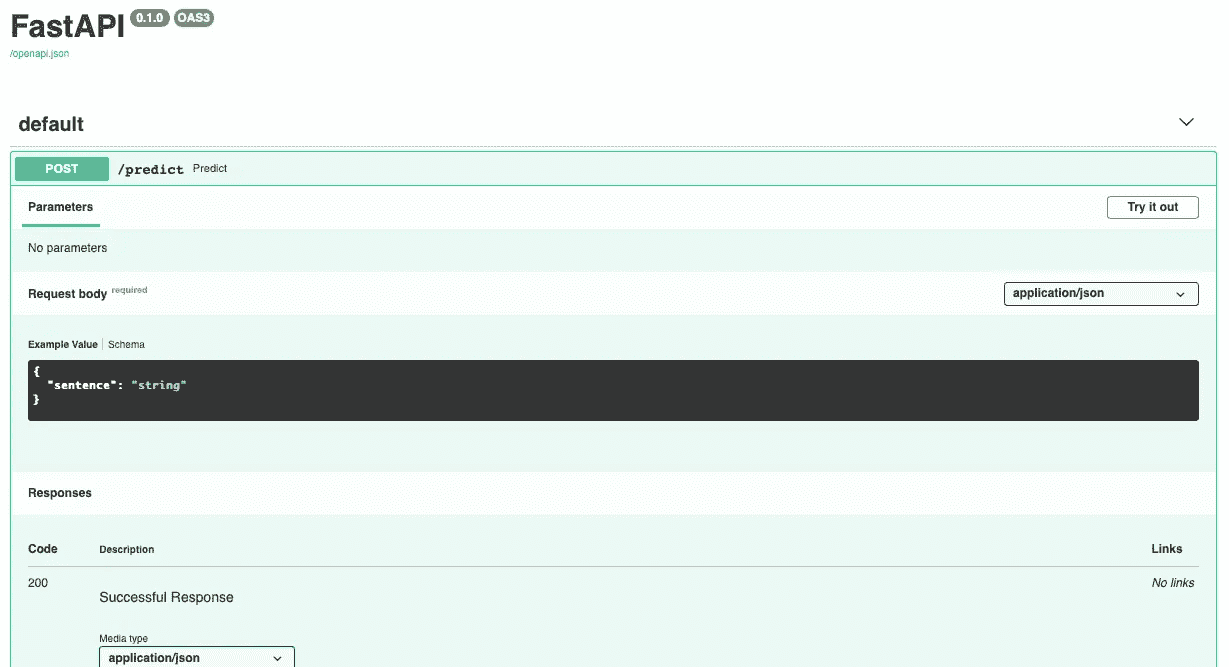 FastAPI 0.1.0 OAS3
/openapi.json
default
POST /predict Predict
Parameters Try it out
No parameters
Request body required application/json
Example Value Schema
{
"sentence": "string"
}
Responses
Code Description Links
200 No links
Successful Response
Media type
application/json